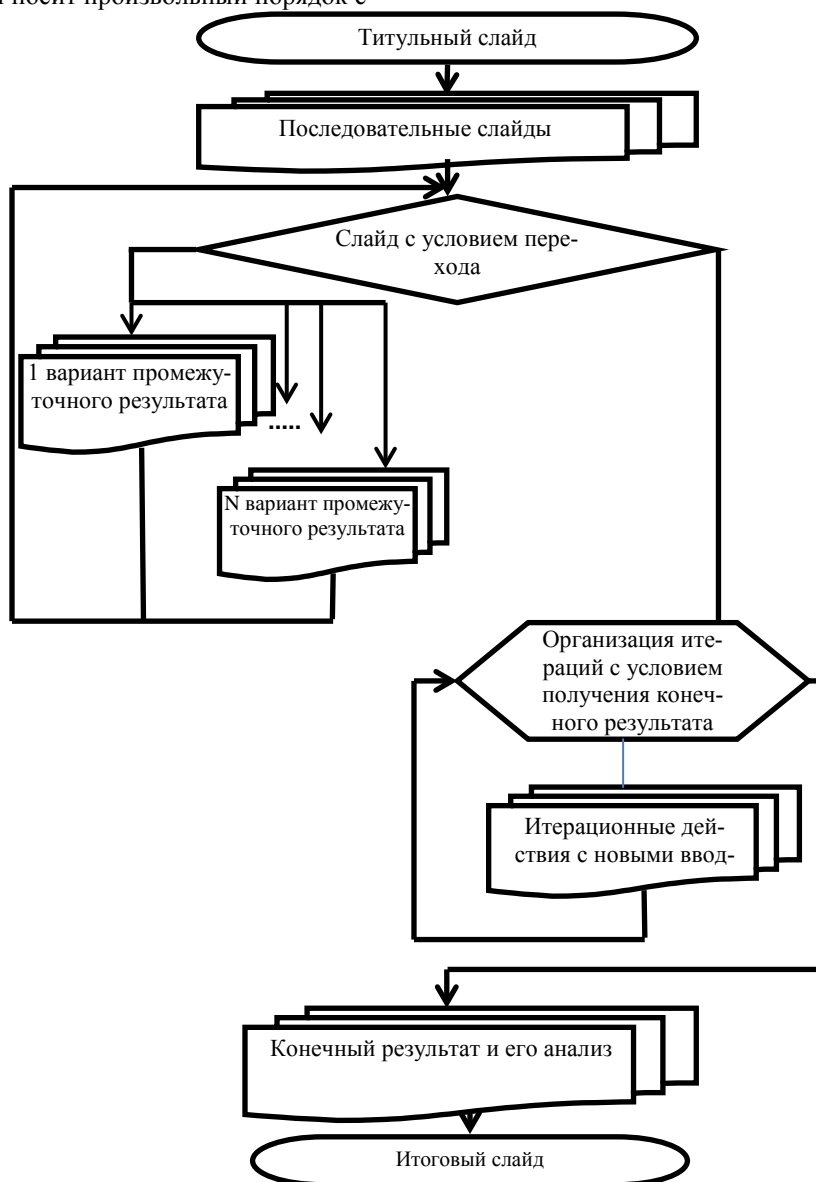 носит произвольный порядок с
Титульный слайд
Последовательные слайды
Слайд с условием пере-
хода
1 вариант промежу-
точного результата
.....
N вариант промежу-
точного результата
Организация ите-
раций с условием
получения конеч-
ного результата
Итерационные дей-
ствия с новыми ввод-
Конечный результат и его анализ
Итоговый слайд